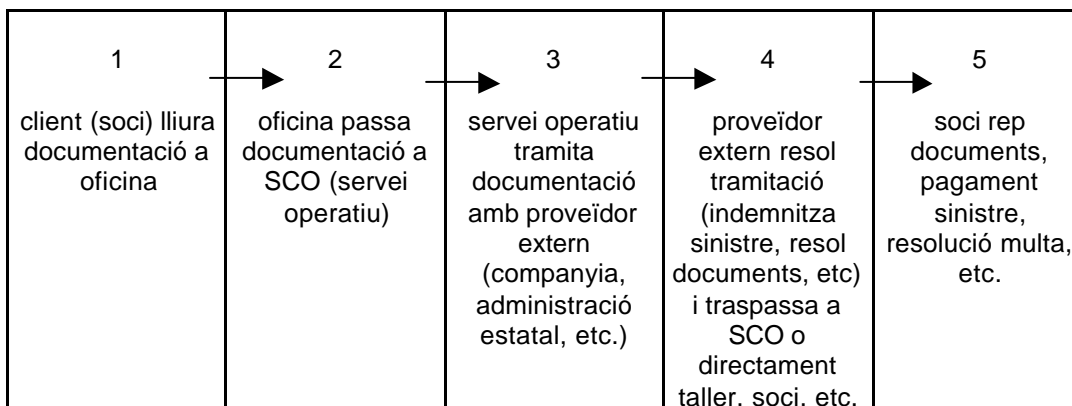 1
client (soci) lliura
documentació a
oficina
2
oficina passa
documentació a
SCO (servei
operatiu)
3
servei operatiu
tramita
documentació
amb proveïdor
extern
(companyia,
administració
estatal, etc.)
4
proveïdor
extern resol
tramitació
(indemnitza
sinistre, resol
documents, etc)
i traspassa a
SCO o
directament
taller, soci, etc.
5
soci rep
documents,
pagament
sinistre,
resolució multa,
etc.